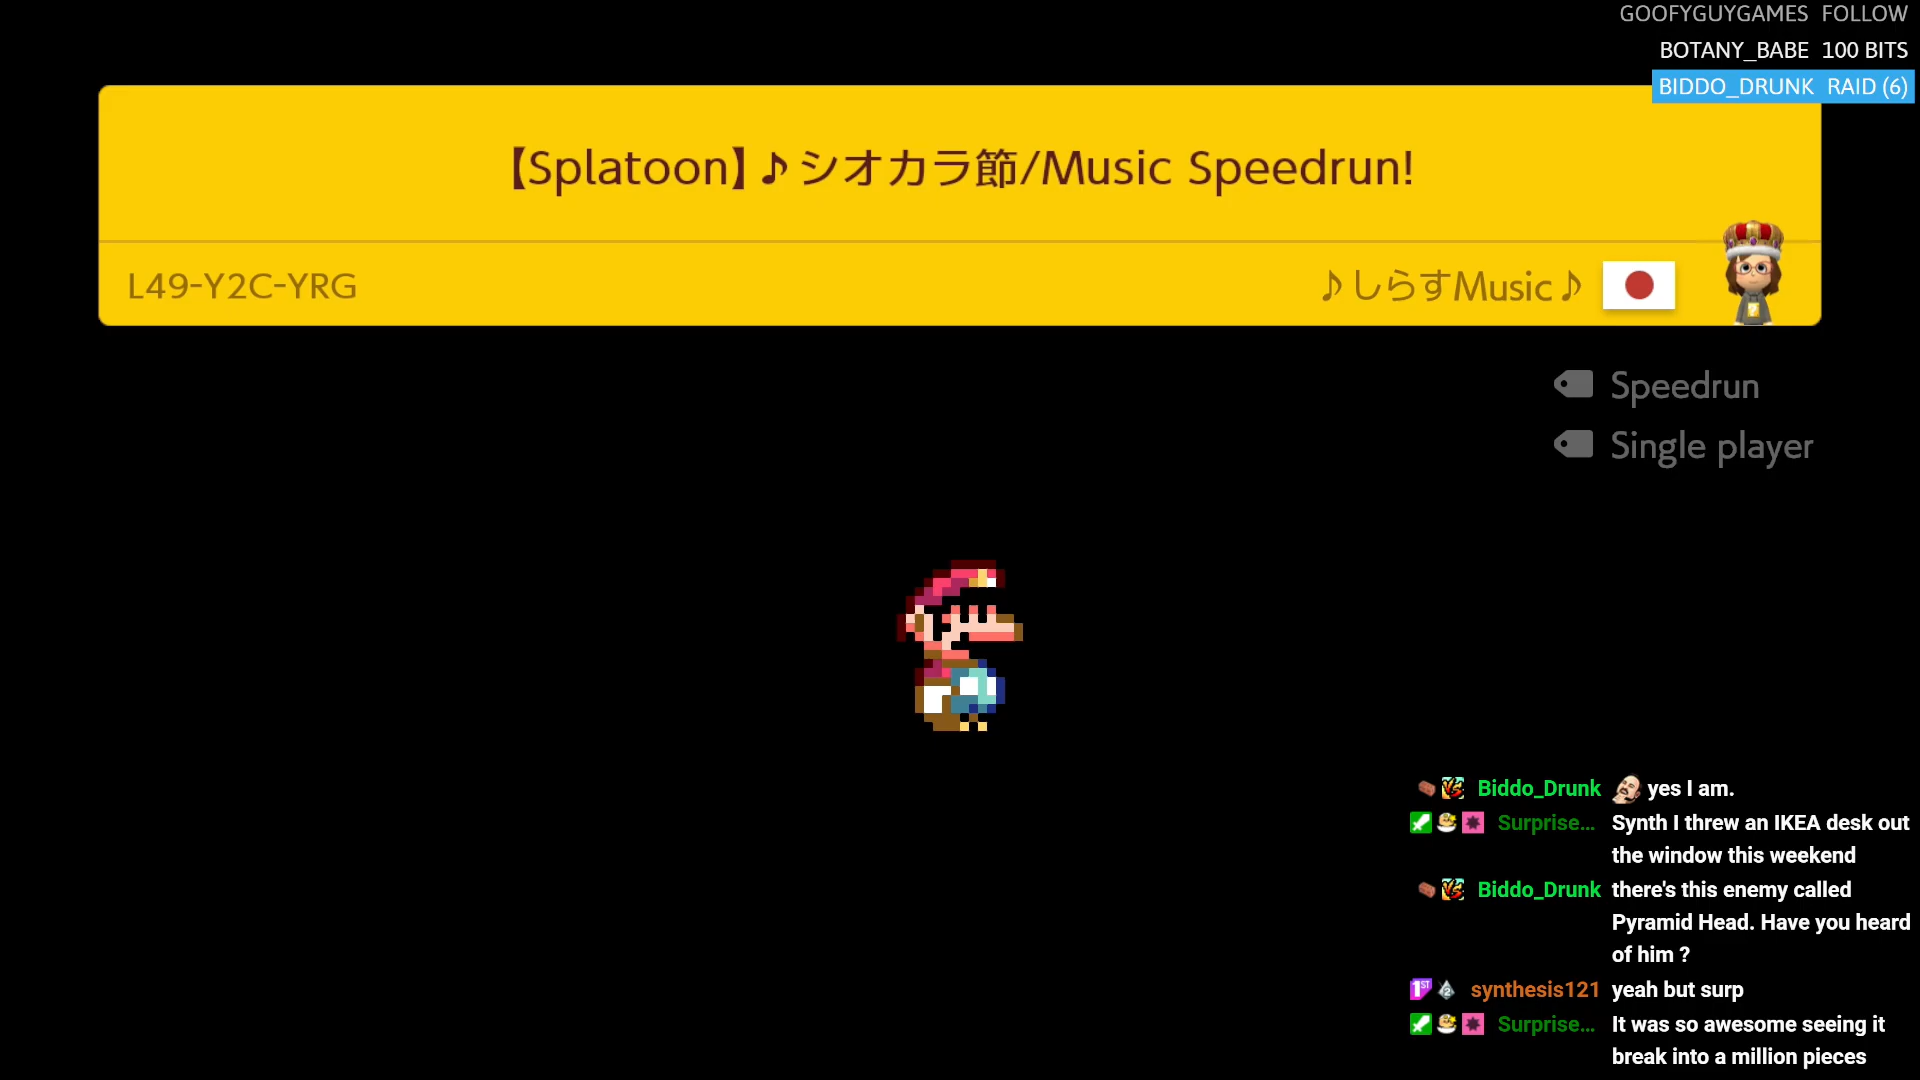 GOOFYGUYGAMES FOLLOW
BOTANY_BABE 100 BITS
BIDDO_DRUNK RAID (6)
【Splatoon】♪シオカラ節/Music Speedrun!
L49-Y2C-YRG
♪しらすMusic♪
Speedrun
Single player
Biddo_Drunk yes I am.
Surprise... Synth I threw an IKEA desk out
the window this weekend
Biddo_Drunk there's this enemy called
Pyramid Head. Have you heard
of him ?
1ST 2 synthesis121 yeah but surp
Surprise... It was so awesome seeing it
break into a million pieces